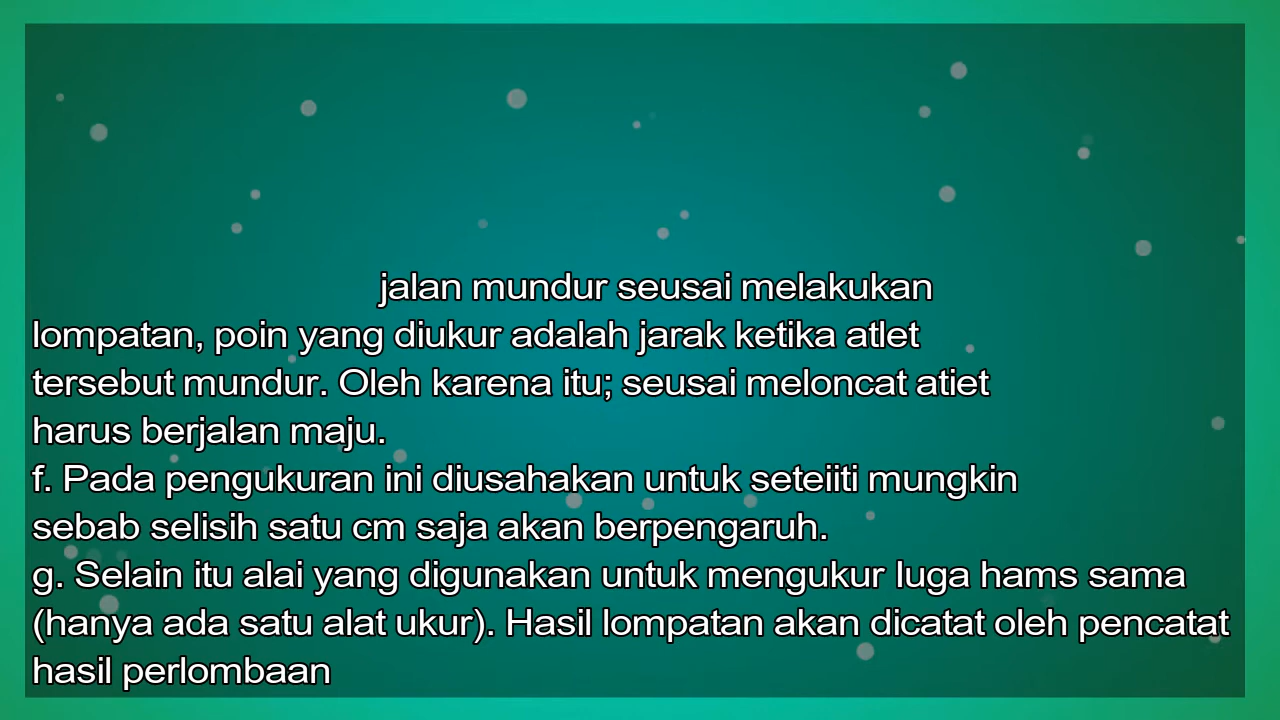 jalan mundur seusai melakukan
lompatan, poin yang diukur adalah jarak ketika atlet
tersebut mundur. Oleh karena itu; seusai meloncat atiet
harus berjalan maju.
f. Pada pengukuran ini diusahakan untuk seteiiti mungkin
sebab selisih satu cm saja akan berpengaruh.
g. Selain itu alai yang digunakan untuk mengukur Iuga hams sama
(hanya ada satu alat ukur). Hasil lompatan akan dicatat oleh pencatat
hasil perlombaan